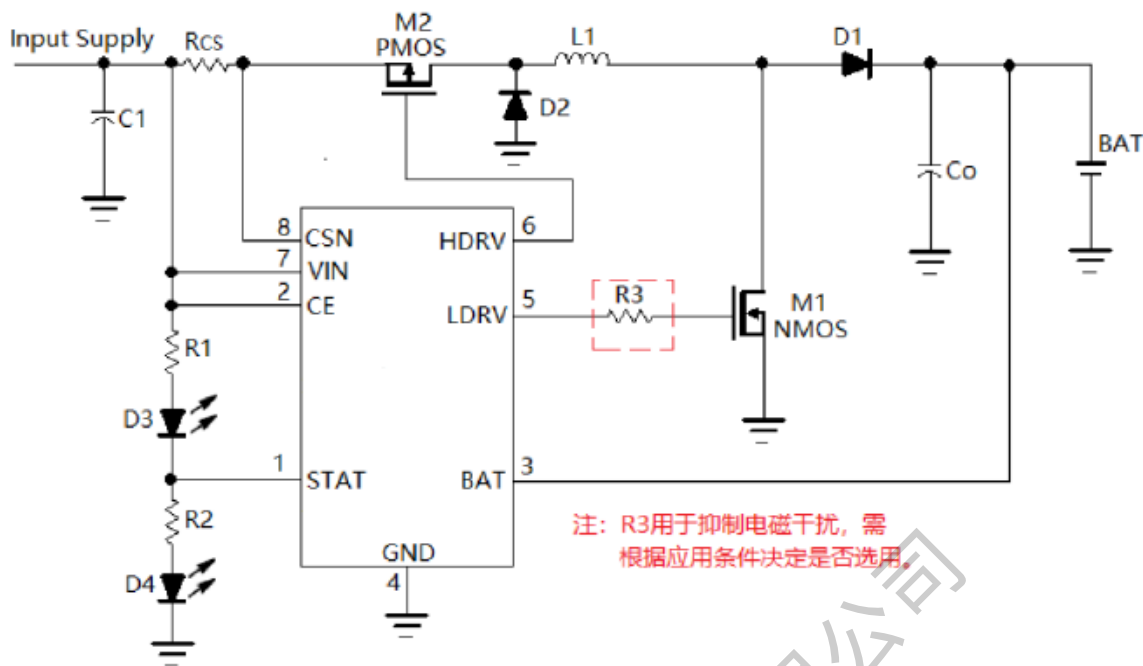 M2
PMOS
Input Supply
RCS
L1
D1
C1
D2
Co
BAT
8
CSN
HDRV
6
7
VIN
2
CE
LDRV
5
R3
M1
NMOS
R1
D3
1
STAT
BAT
3
R2
D4
GND
4
注：R3用于抑制电磁干扰，需
根据应用条件决定是否选用。
公司